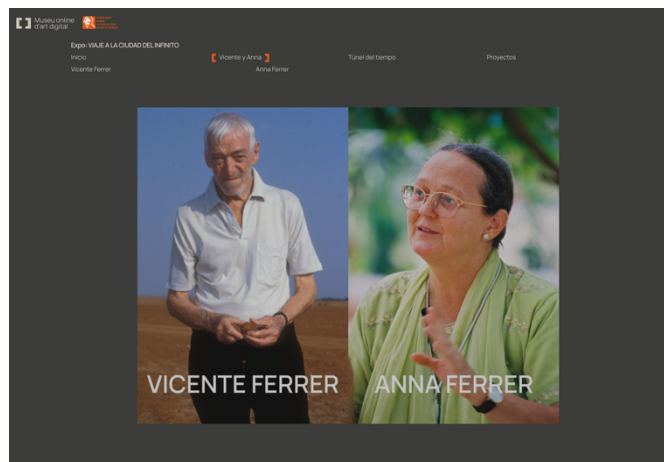 Museu online
d'art digital
Expo: VIAJE A LA CIUDAD DEL INFINITO
Inicio
Vicente y Anna
Túnel del tiempo
Proyectos
Vicente Ferrer
Anna Ferrer
VICENTE FERRER
ANNA FERRER